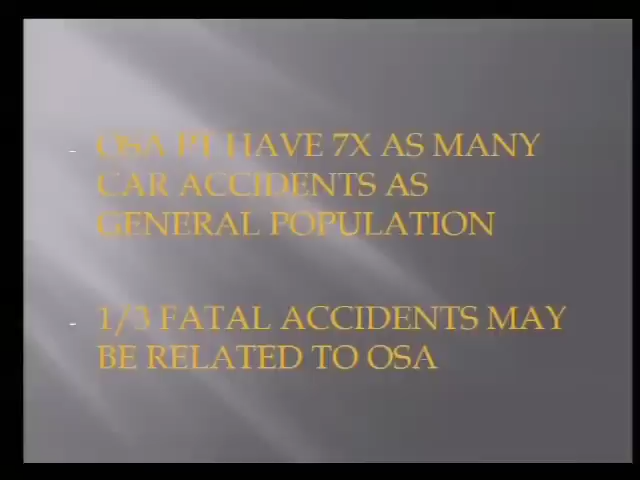 - OSA PT HAVE 7X AS MANY
CAR ACCIDENTS AS
GENERAL POPULATION
- 1/3 FATAL ACCIDENTS MAY
BE RELATED TO OSA